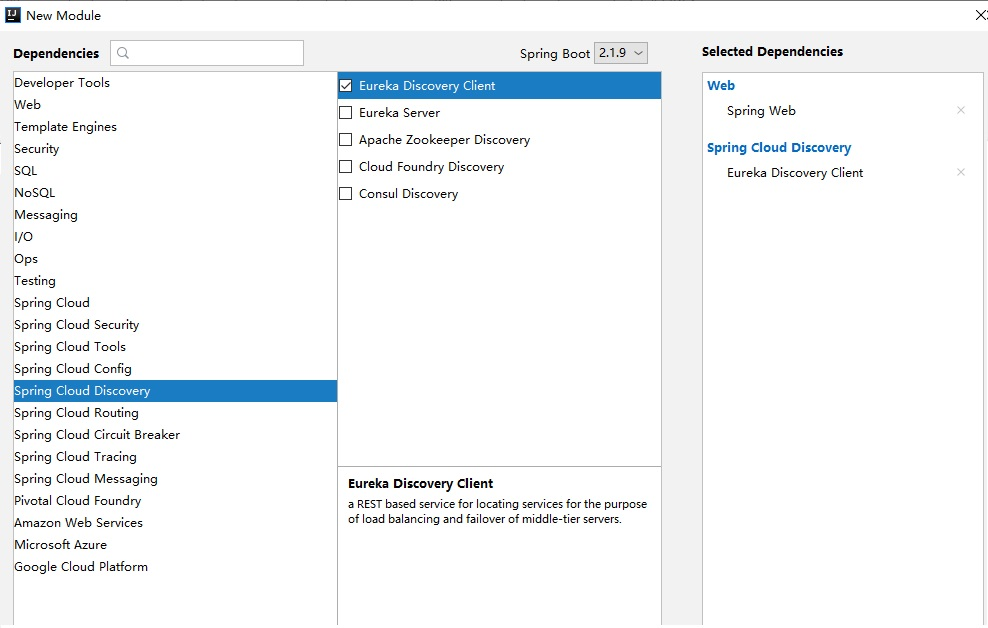 New Module
Dependencies
Spring Boot 2.1.9
Selected Dependencies
Developer Tools
Web
Template Engines
Security
SQL
NoSQL
Messaging
I/O
Ops
Testing
Spring Cloud
Spring Cloud Security
Spring Cloud Tools
Spring Cloud Config
Spring Cloud Discovery
Spring Cloud Routing
Spring Cloud Circuit Breaker
Spring Cloud Tracing
Spring Cloud Messaging
Pivotal Cloud Foundry
Amazon Web Services
Microsoft Azure
Google Cloud Platform
Eureka Discovery Client
Eureka Server
Apache Zookeeper Discovery
Cloud Foundry Discovery
Consul Discovery
Eureka Discovery Client
a REST based service for locating services for the purpose
of load balancing and failover of middle-tier servers.
Web
Spring Web
Spring Cloud Discovery
Eureka Discovery Client